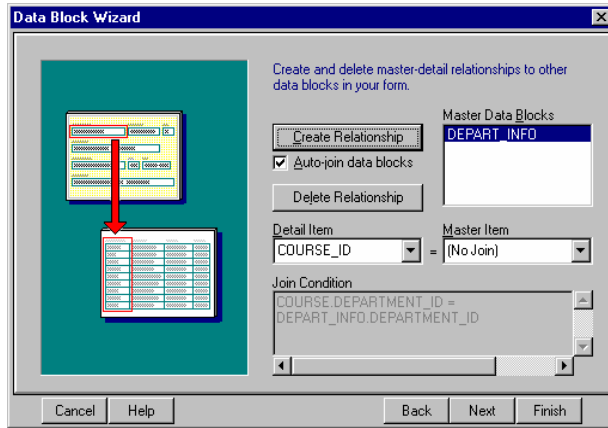 Data Block Wizard
Create and delete master-detail relationships to other
data blocks in your form.
Master Data Blocks
Create Relationship
DEPART_INFO
Auto-join data blocks
Delete Relationship
Detail Item
Master Item
COURSE_ID
=
(No Join)
Join Condition
COURSE.DEPARTMENT_ID =
DEPART_INFO.DEPARTMENT_ID
Cancel
Help
Back
Next
Finish